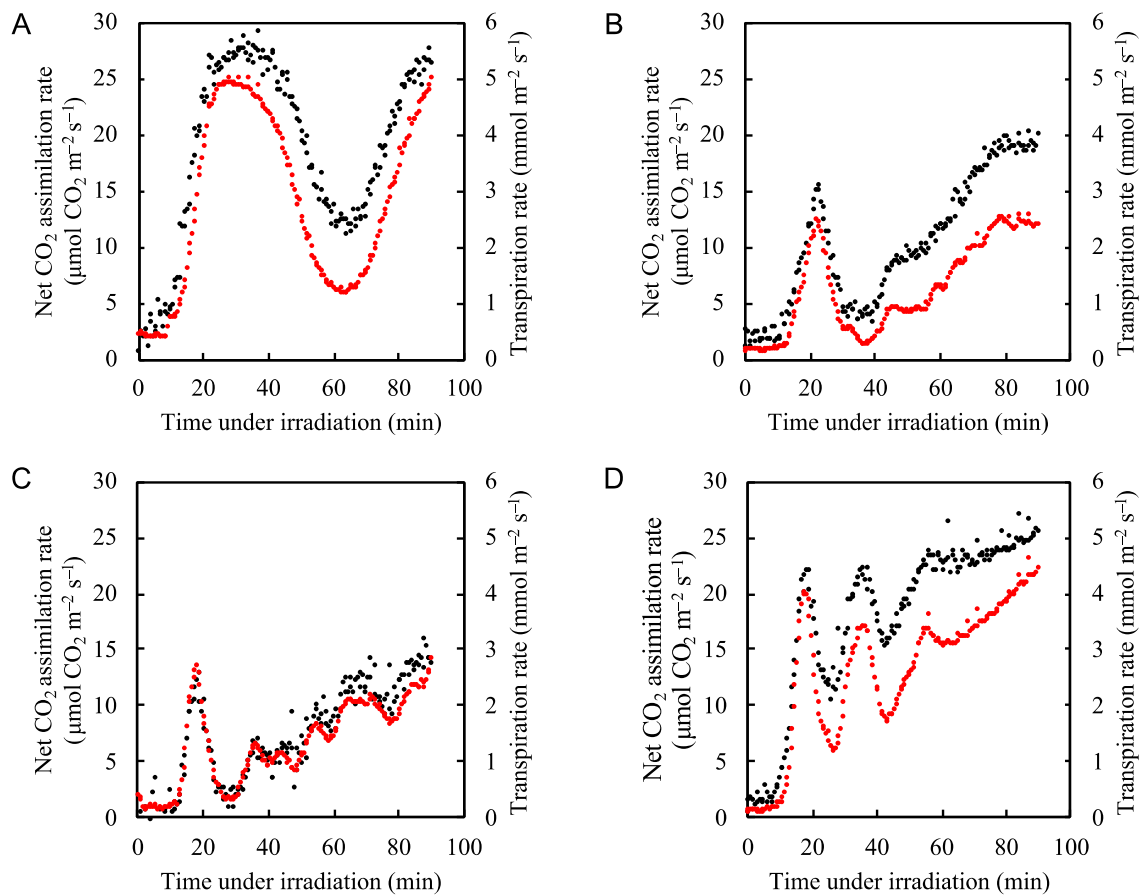 A
30
25
20
15
10
5
0
Net CO₂ assimilation rate
(µmol CO₂ m⁻² s⁻¹)
6
5
4
3
2
1
0
Transpiration rate (mmol m⁻² s⁻¹)
0 20 40 60 80 100
Time under irradiation (min)
B
30
25
20
15
10
5
0
Net CO₂ assimilation rate
(µmol CO₂ m⁻² s⁻¹)
6
5
4
3
2
1
0
Transpiration rate (mmol m⁻² s⁻¹)
0 20 40 60 80 100
Time under irradiation (min)
C
30
25
20
15
10
5
0
Net CO₂ assimilation rate
(µmol CO₂ m⁻² s⁻¹)
6
5
4
3
2
1
0
Transpiration rate (mmol m⁻² s⁻¹)
0 20 40 60 80 100
Time under irradiation (min)
D
30
25
20
15
10
5
0
Net CO₂ assimilation rate
(µmol CO₂ m⁻² s⁻¹)
6
5
4
3
2
1
0
Transpiration rate (mmol m⁻² s⁻¹)
0 20 40 60 80 100
Time under irradiation (min)